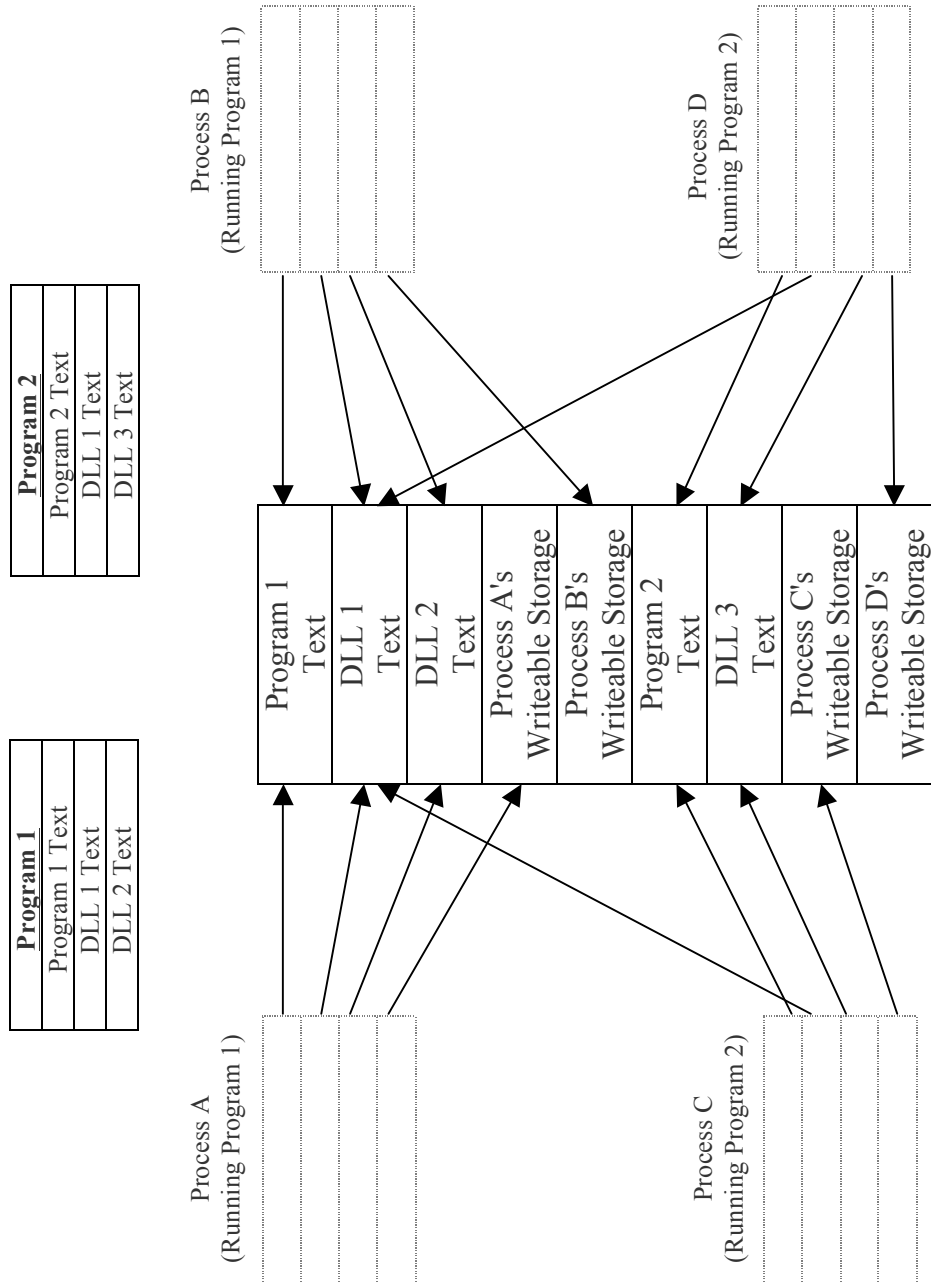 Program 1
Program 1 Text
DLL 1 Text
DLL 2 Text
Program 2
Program 2 Text
DLL 1 Text
DLL 3 Text
Process A
(Running Program 1)
Process B
(Running Program 1)
Program 1
Text
DLL 1
Text
DLL 2
Text
Process A's
Writeable Storage
Process B's
Writeable Storage
Program 2
Text
DLL 3
Text
Process C's
Writeable Storage
Process D's
Writeable Storage
Process C
(Running Program 2)
Process D
(Running Program 2)